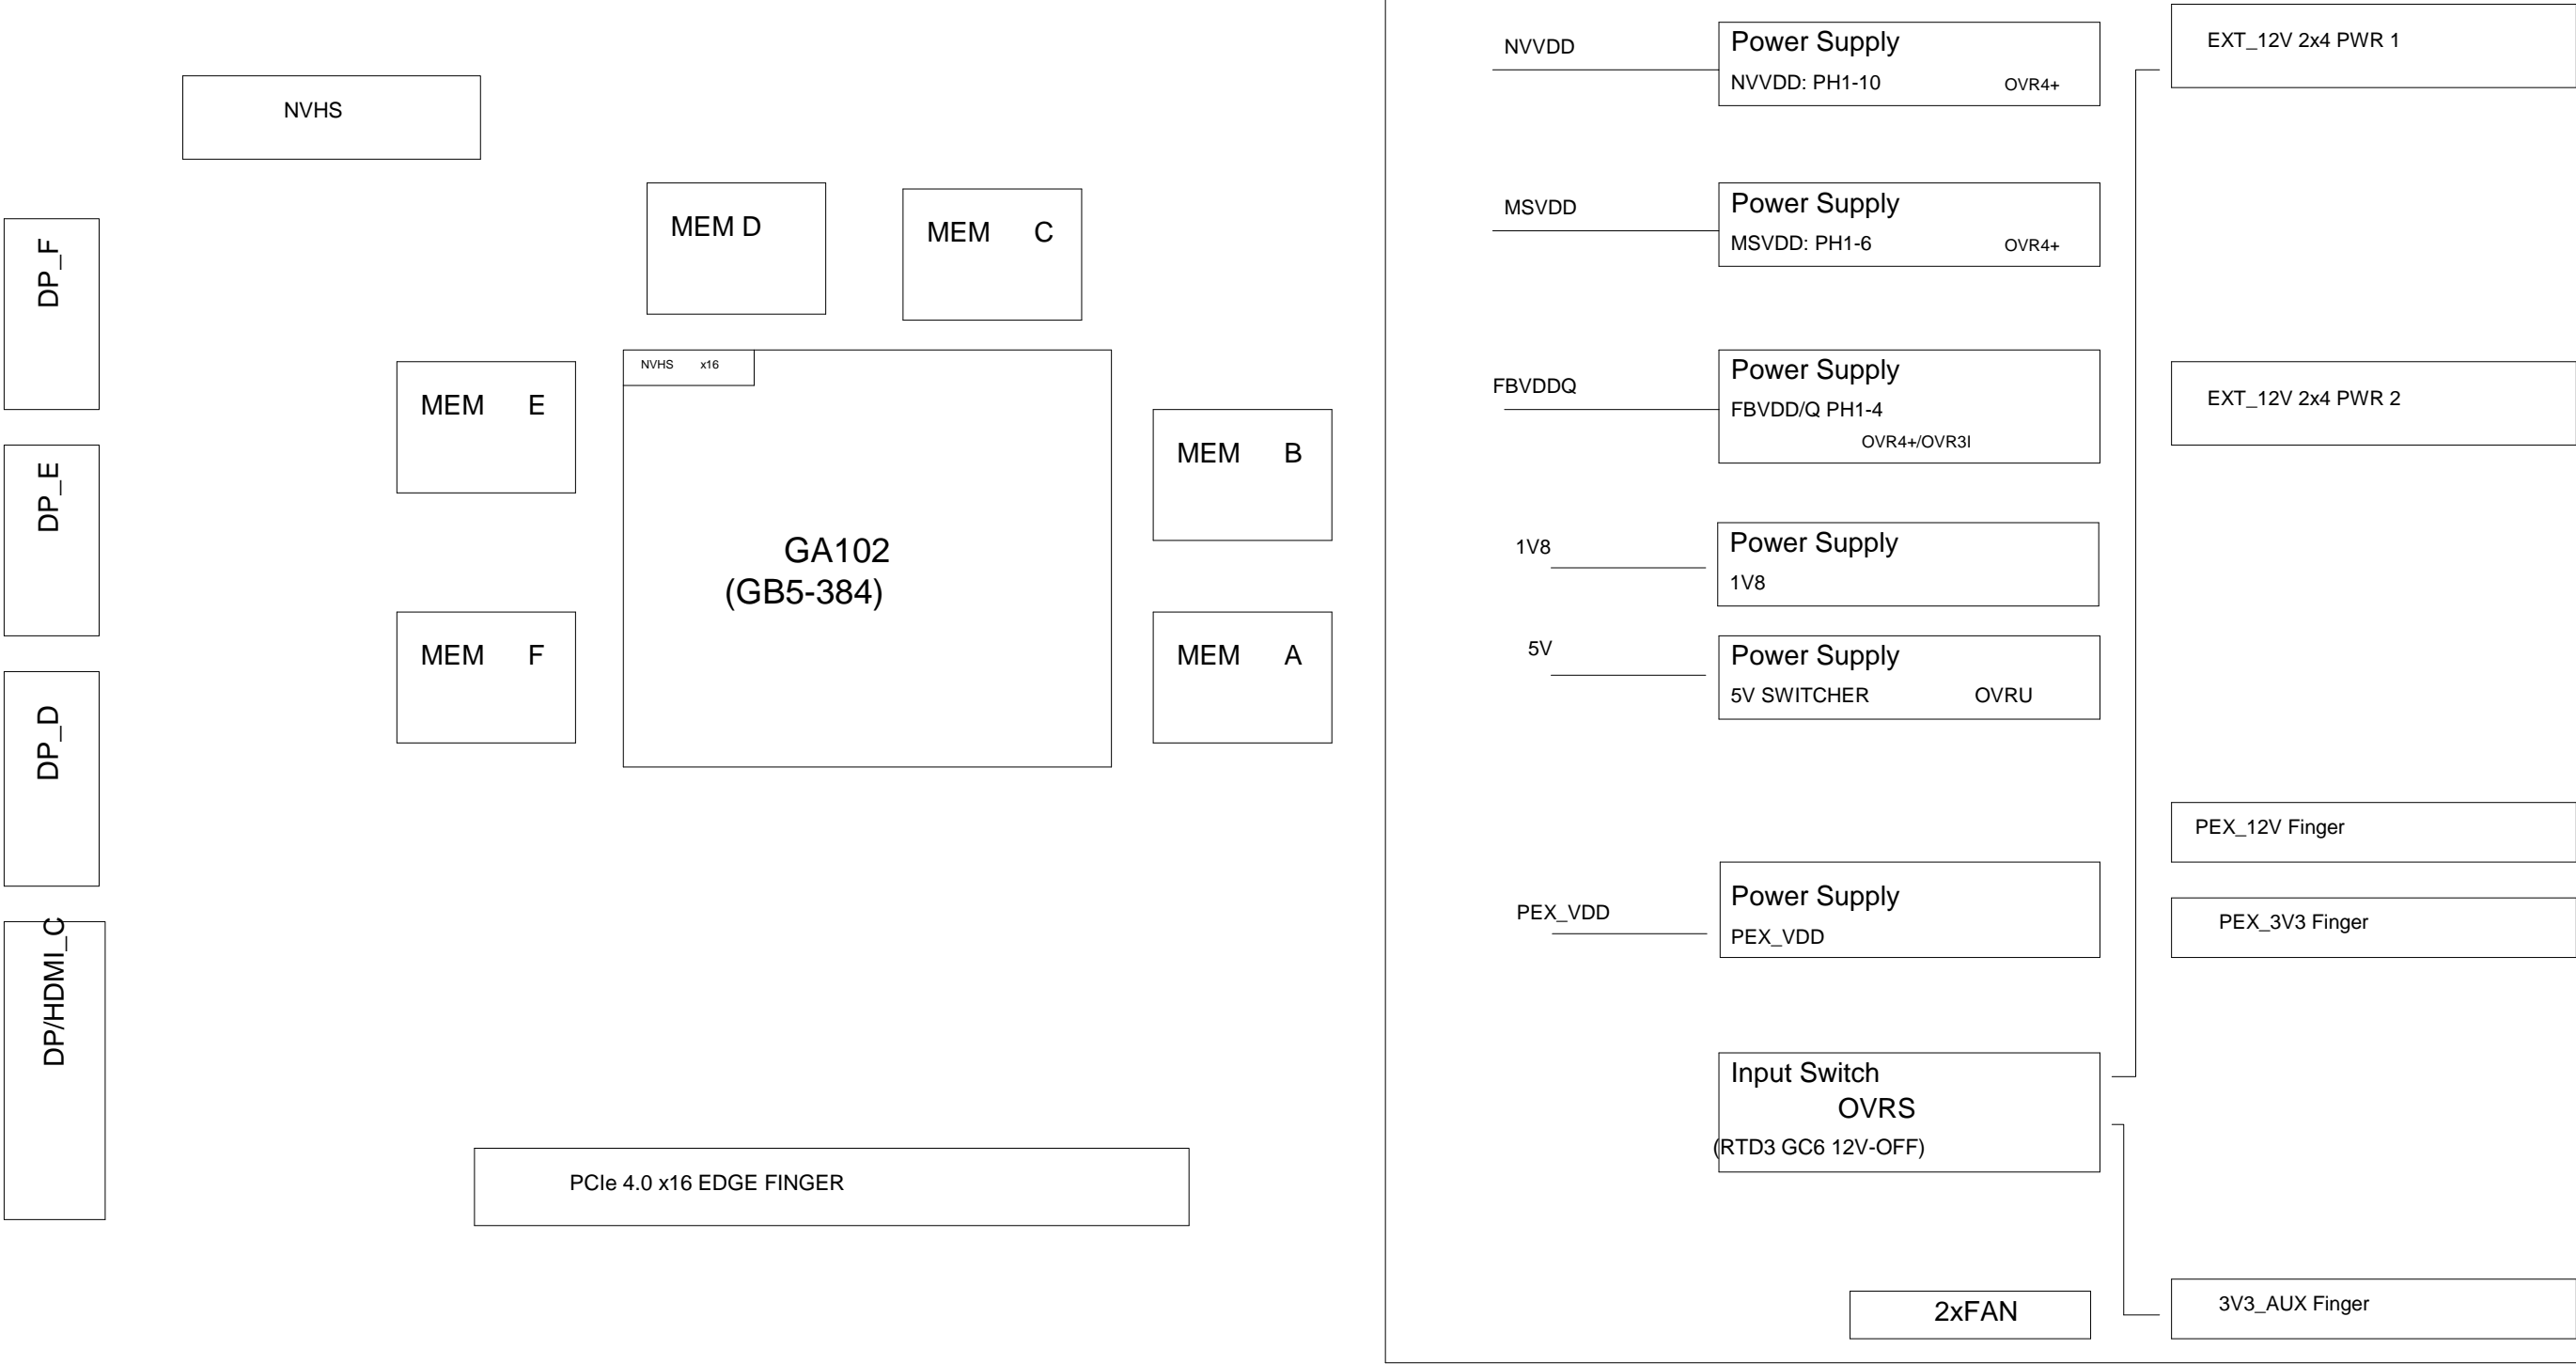 NVHS
MEM D
MEM C
DP_F
NVHS x16
MEM E
MEM B
DP_E
GA102
(GB5-384)
MEM F
MEM A
DP_D
DP/HDMI_C
PCIe 4.0 x16 EDGE FINGER
NVVDD
Power Supply
NVVDD: PH1-10 OVR4+
MSVDD
Power Supply
MSVDD: PH1-6 OVR4+
FBVDDQ
Power Supply
FBVDD/Q PH1-4
OVR4+/OVR3I
1V8
Power Supply
1V8
5V
Power Supply
5V SWITCHER OVRU
PEX_VDD
Power Supply
PEX_VDD
Input Switch
OVRS
(RTD3 GC6 12V-OFF)
2xFAN
EXT_12V 2x4 PWR 1
EXT_12V 2x4 PWR 2
PEX_12V Finger
PEX_3V3 Finger
3V3_AUX Finger